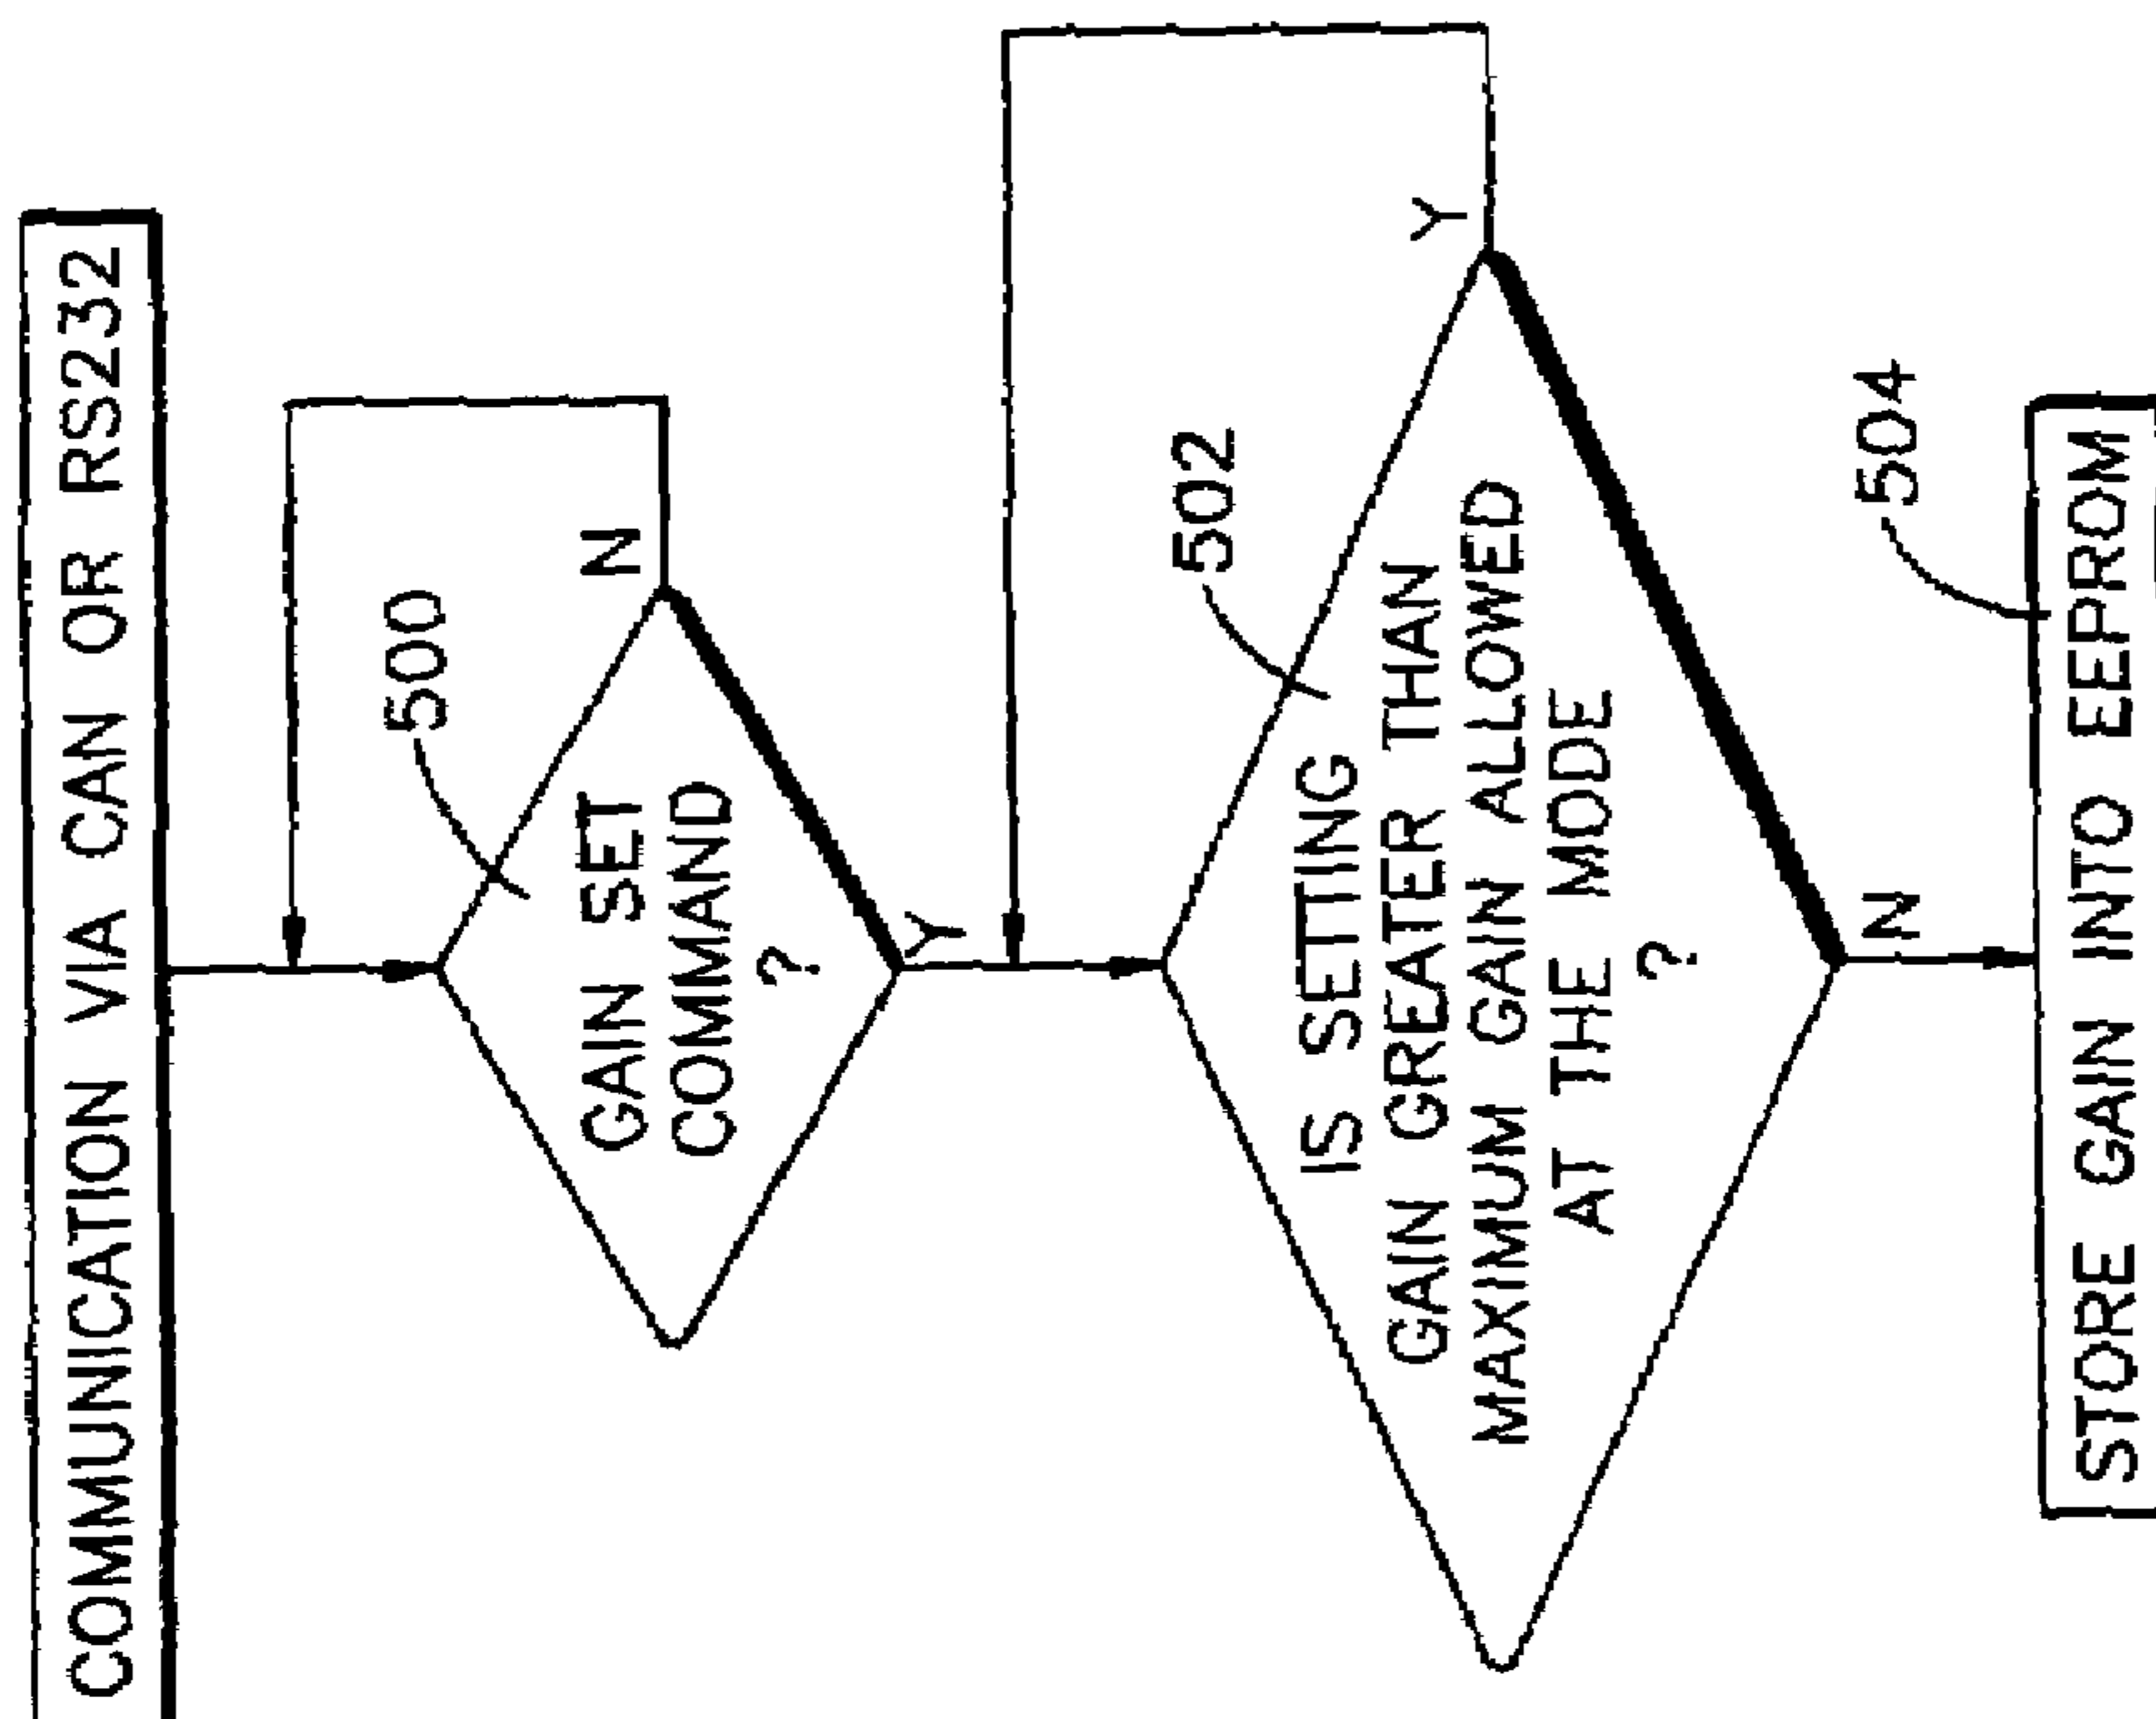 COMMUNICATION VIA CAN OR RS232
500
GAIN SET
COMMAND
?
N
Y
502
IS SETTING
GAIN GREATER THAN
MAXIMUM GAIN ALLOWED
AT THE MODE
?
Y
N
504
STORE GAIN INTO EEPROM